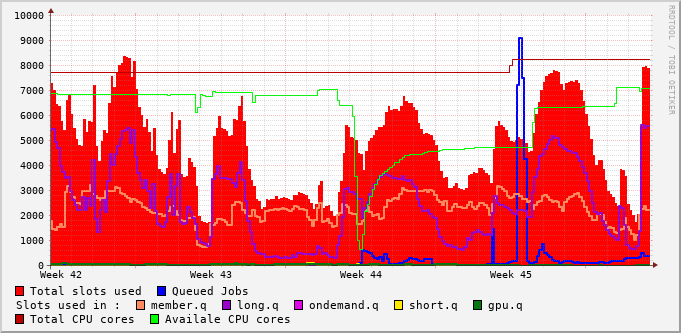 10000
9000
8000
7000
6000
5000
4000
3000
2000
1000
0
Week 42 Week 43 Week 44 Week 45
RRDTOOL / TOBI OETIKER
Total slots used Queued Jobs
Slots used in : member.q long.q ondemand.q short.q gpu.q
Total CPU cores Availale CPU cores